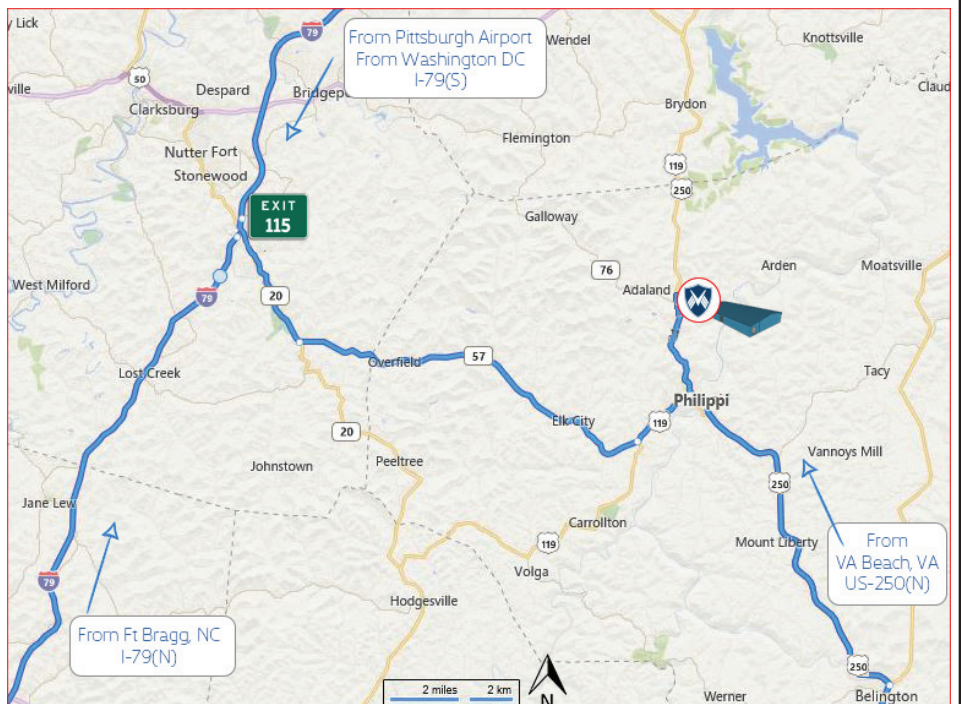 y Lick
79
From Pittsburgh Airport
From Washington DC
I-79(S)
Wendel
Knottsville
ville
50
Despard
Bridgep
Claud
Clarksburg
Brydon
Flemington
Nutter Fort
119
Stonewood
250
EXIT
115
Galloway
West Milford
79
20
76
Arden
Moatsville
Adaland
Lost Creek
Overfield
57
Tacy
Elk City
Philippi
119
20
Johnstown
Peeltree
Vannoys Mill
250
Jane Lew
Carrollton
119
Mount Liberty
From
VA Beach, VA
US-250(N)
79
Volga
Hodgesville
From Ft Bragg, NC
I-79(N)
250
2 miles
2 km
N
Werner
Belington